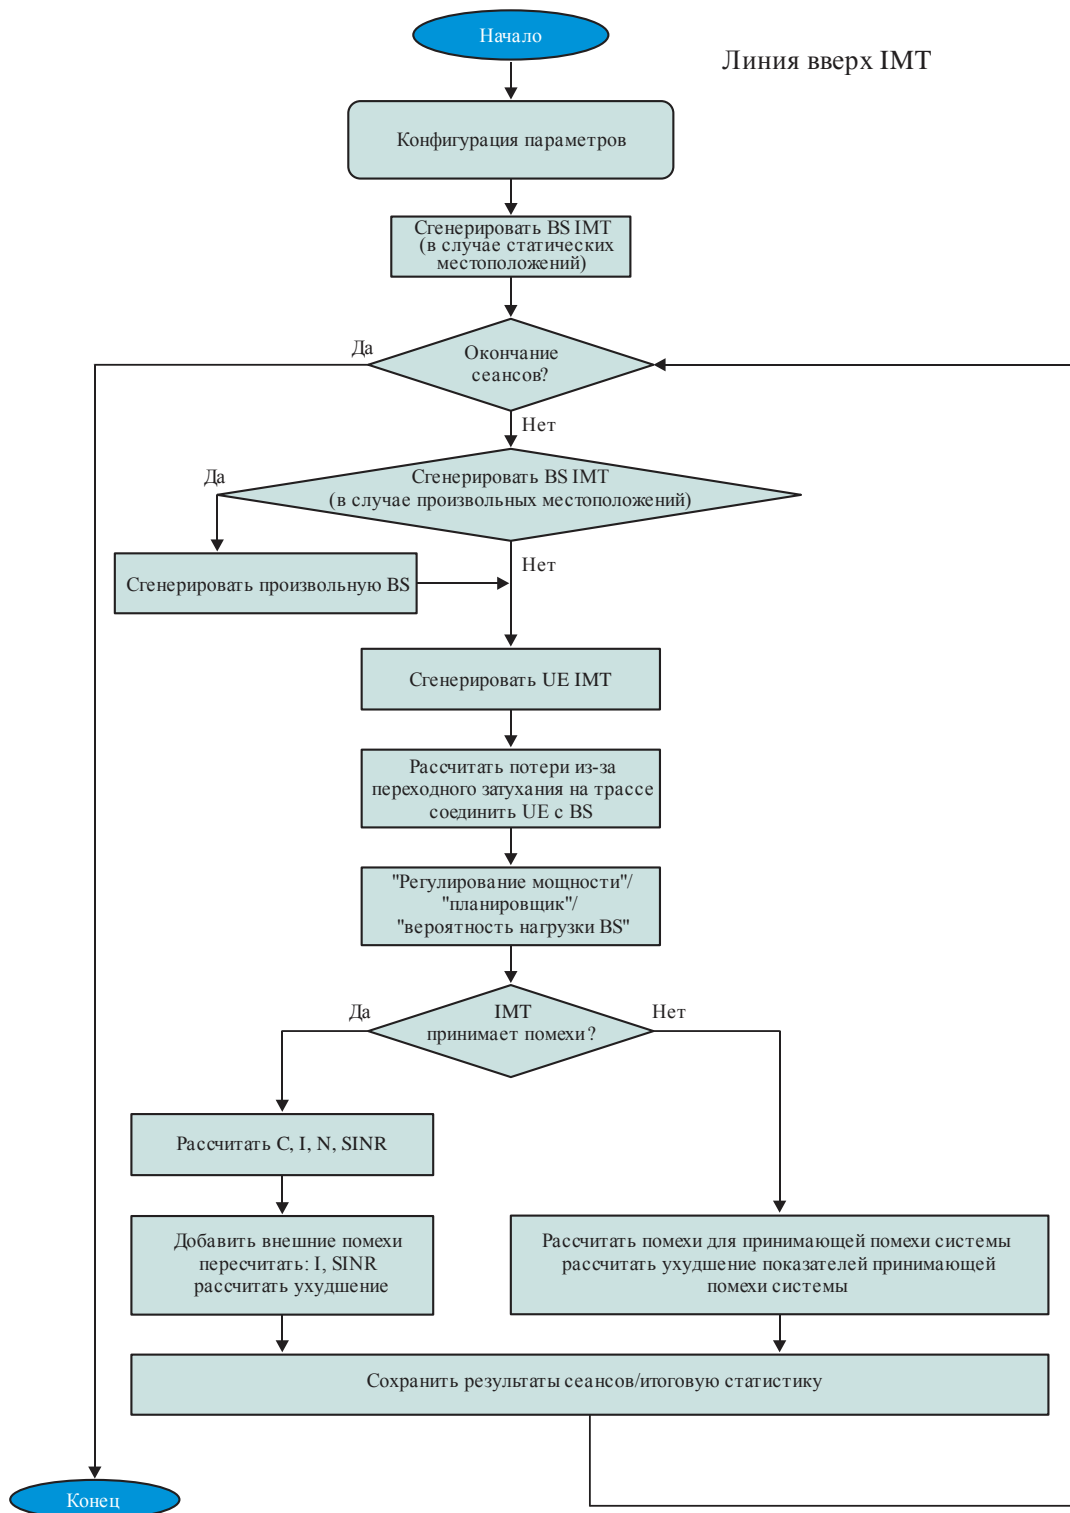 Начало
Линия вверх IMT
Конфигурация параметров
Сгенерировать BS IMT
(в случае статических
местоположений)
Да
Окончание
сеансов?
Нет
Да
Сгенерировать BS IMT
(в случае произвольных местоположений)
Нет
Сгенерировать произвольную BS
Сгенерировать UE IMT
Рассчитать потери из-за
переходного затухания на трассе
соединить UE с BS
"Регулирование мощности"/
"планировщик"/
"вероятность нагрузки BS"
Да
IMT
принимает помехи?
Нет
Рассчитать C, I, N, SINR
Добавить внешние помехи
пересчитать: I, SINR
рассчитать ухудшение
Рассчитать помехи для принимающей помехи системы
рассчитать ухудшение показателей принимающей
помехи системы
Сохранить результаты сеансов/итоговую статистику
Конец